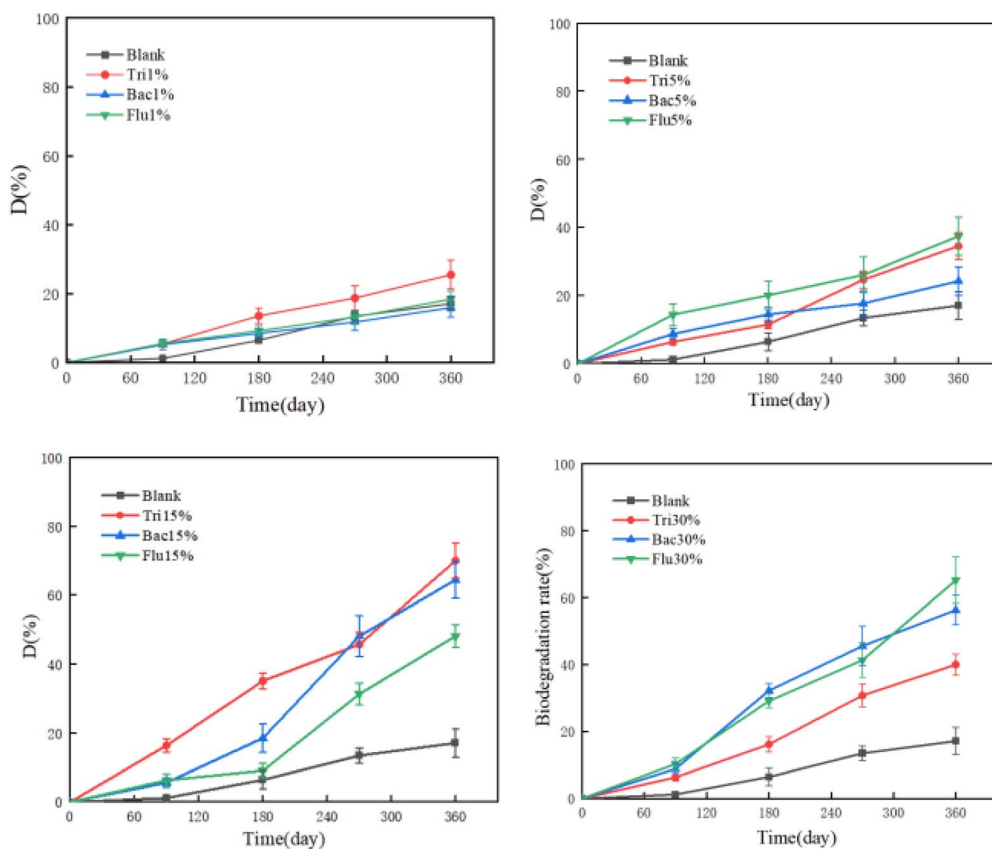 100
80
60
40
20
0
D(%)
Blank
Tri1%
Bac1%
Flu1%
0 60 120 180 240 300 360
Time(day)
100
80
60
40
20
0
D(%)
Blank
Tri5%
Bac5%
Flu5%
0 60 120 180 240 300 360
Time(day)
100
80
60
40
20
0
D(%)
Blank
Tri15%
Bac15%
Flu15%
0 60 120 180 240 300 360
Time(day)
100
80
60
40
20
0
Biodegradation rate(%)
Blank
Tri30%
Bac30%
Flu30%
0 60 120 180 240 300 360
Time(day)